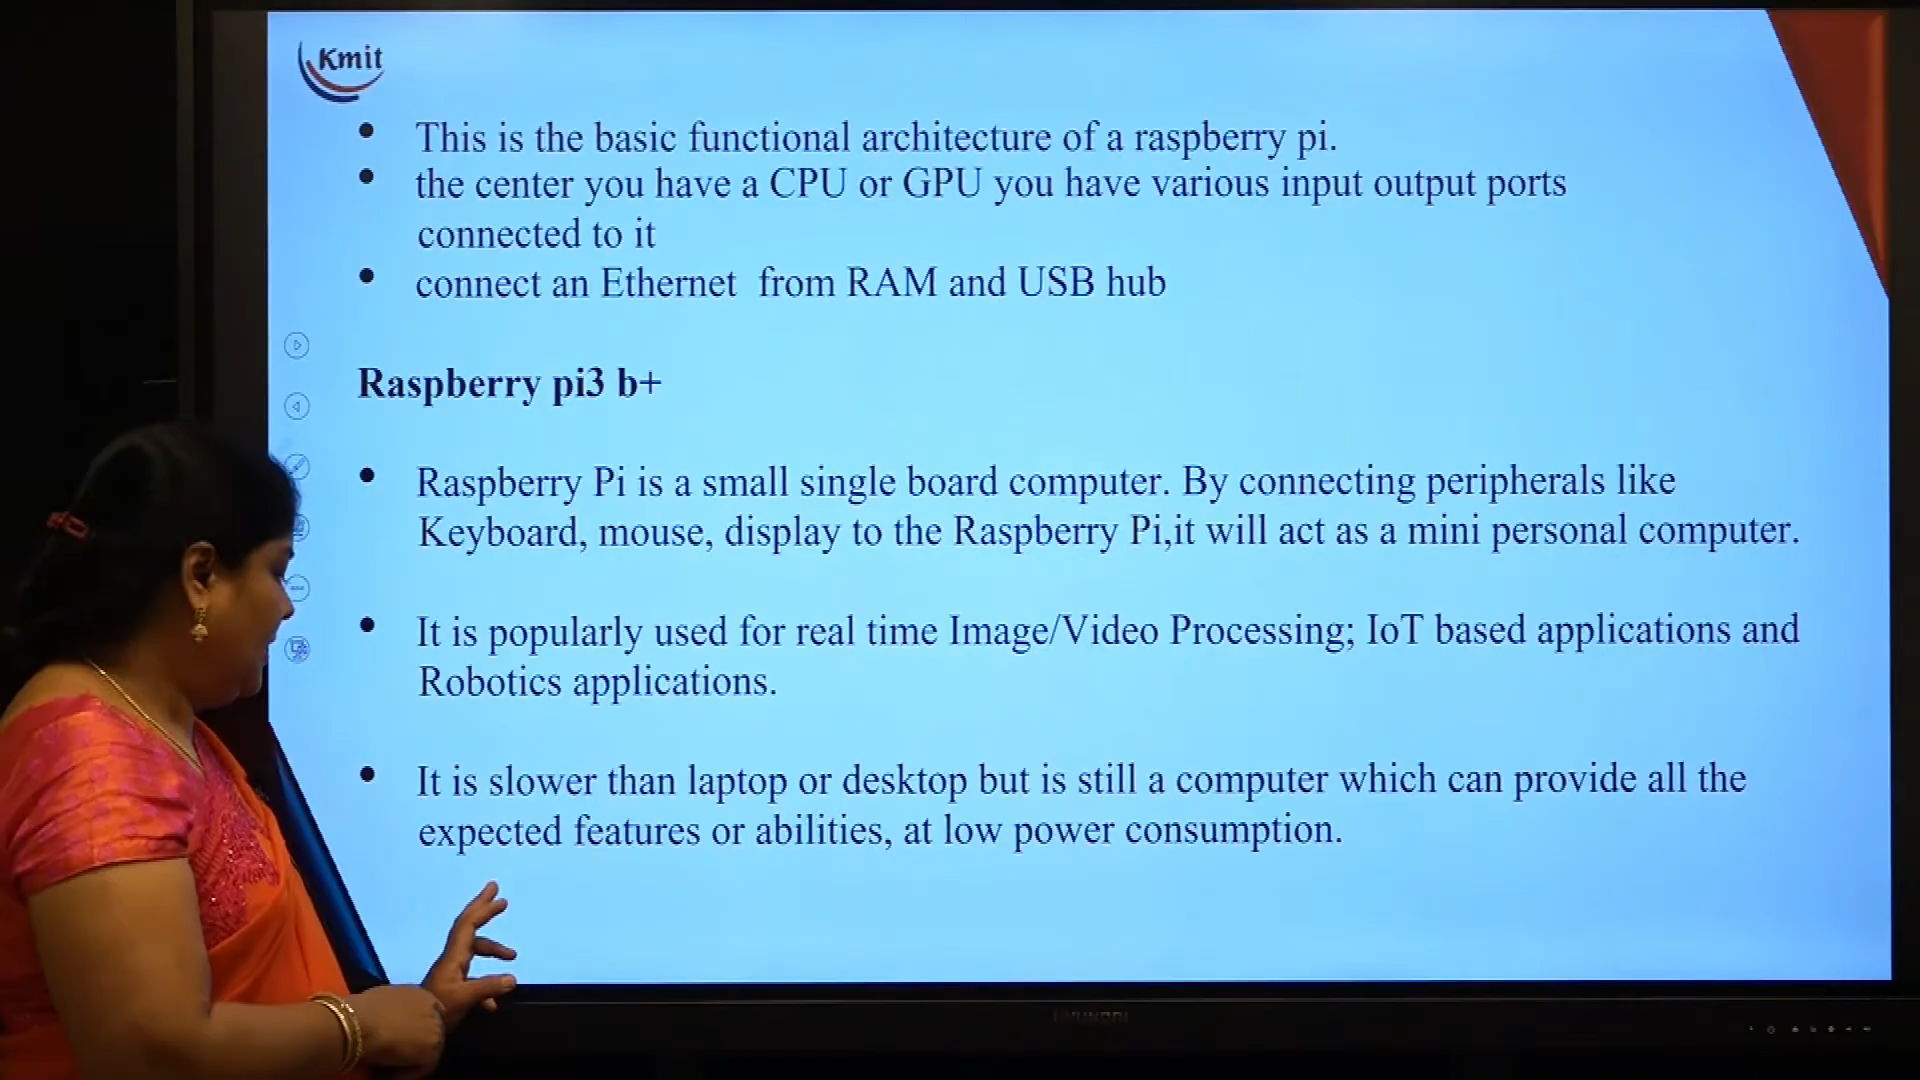 Kmit
• This is the basic functional architecture of a raspberry pi.
• the center you have a CPU or GPU you have various input output ports
connected to it
• connect an Ethernet from RAM and USB hub
Raspberry pi3 b+
• Raspberry Pi is a small single board computer. By connecting peripherals like
Keyboard, mouse, display to the Raspberry Pi,it will act as a mini personal computer.
• It is popularly used for real time Image/Video Processing; IoT based applications and
Robotics applications.
• It is slower than laptop or desktop but is still a computer which can provide all the
expected features or abilities, at low power consumption.
HYUNDAI